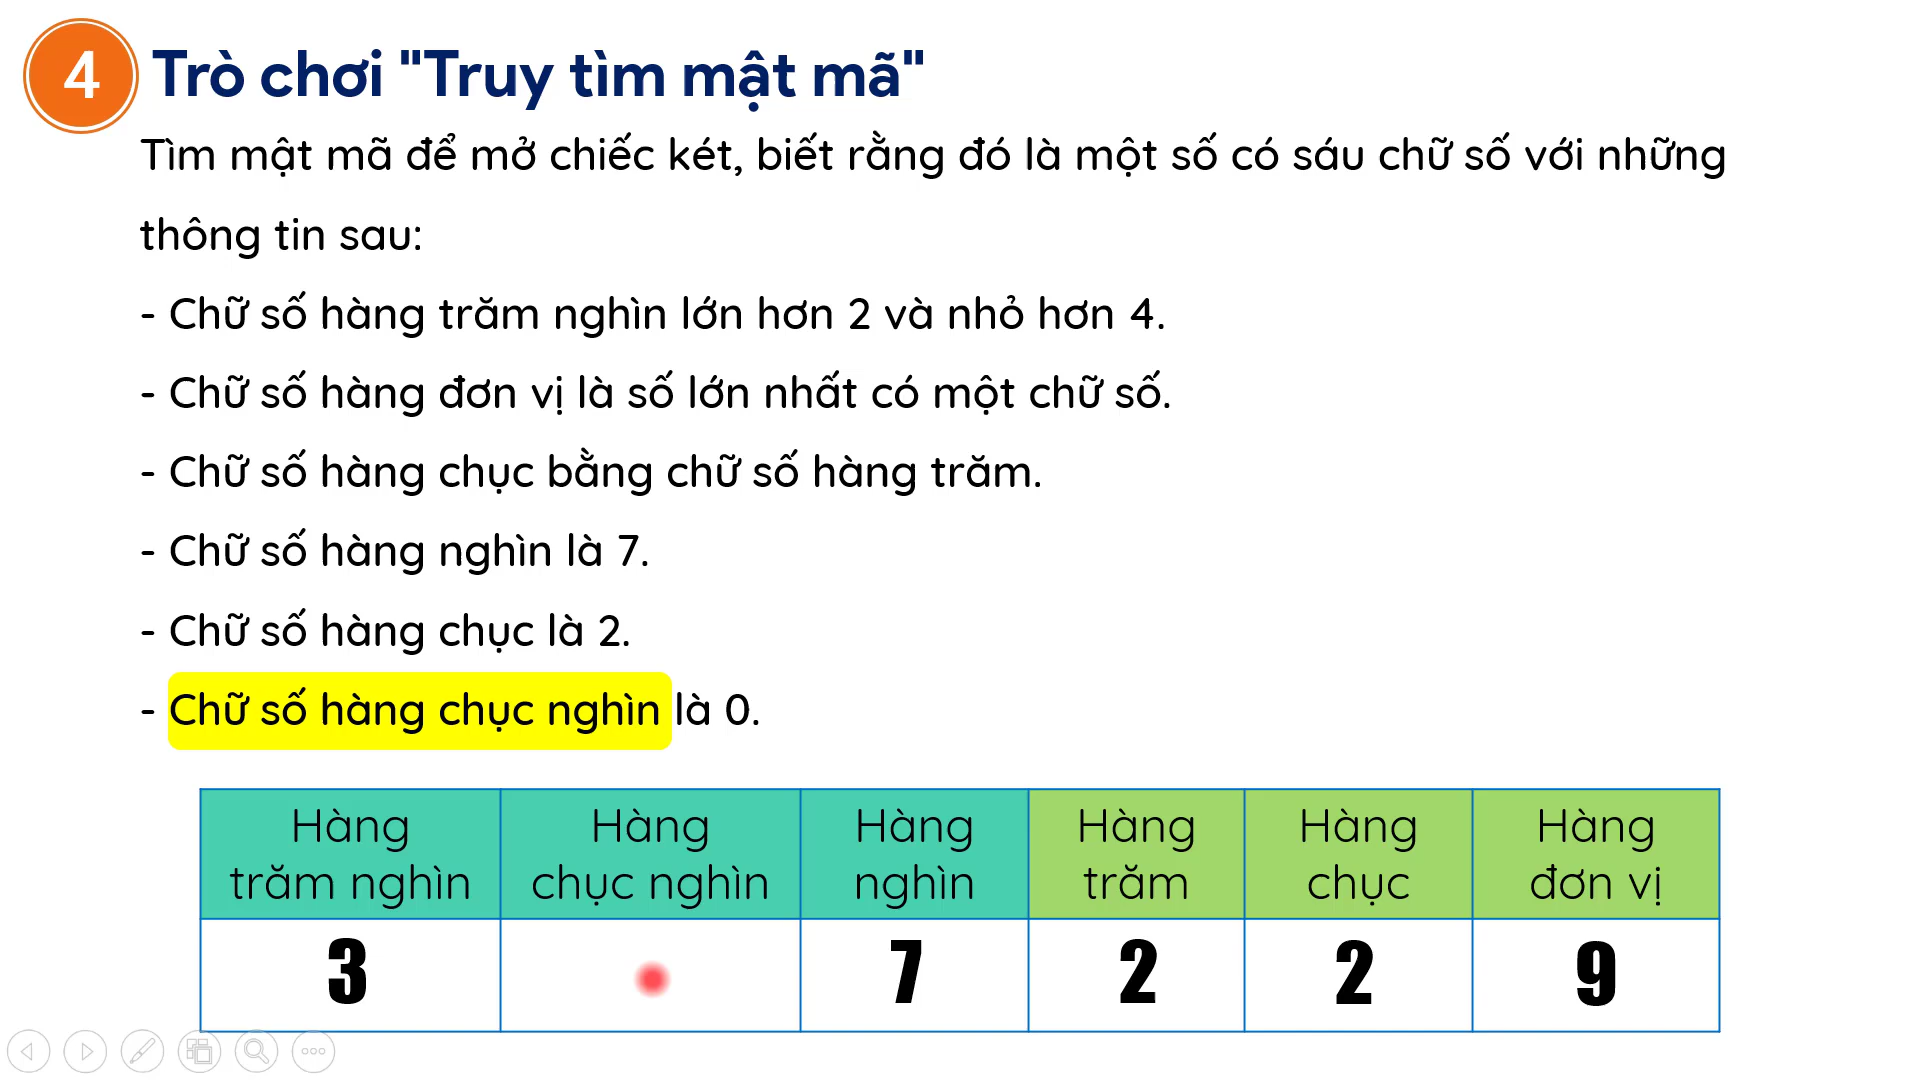 4
Trò chơi "Truy tìm mật mã"
Tìm mật mã để mở chiếc két, biết rằng đó là một số có sáu chữ số với những
thông tin sau:
- Chữ số hàng trăm nghìn lớn hơn 2 và nhỏ hơn 4.
- Chữ số hàng đơn vị là số lớn nhất có một chữ số.
- Chữ số hàng chục bằng chữ số hàng trăm.
- Chữ số hàng nghìn là 7.
- Chữ số hàng chục là 2.
- Chữ số hàng chục nghìn là 0.
Hàng trăm nghìn
Hàng chục nghìn
Hàng nghìn
Hàng trăm
Hàng chục
Hàng đơn vị
3 7 2 2 9